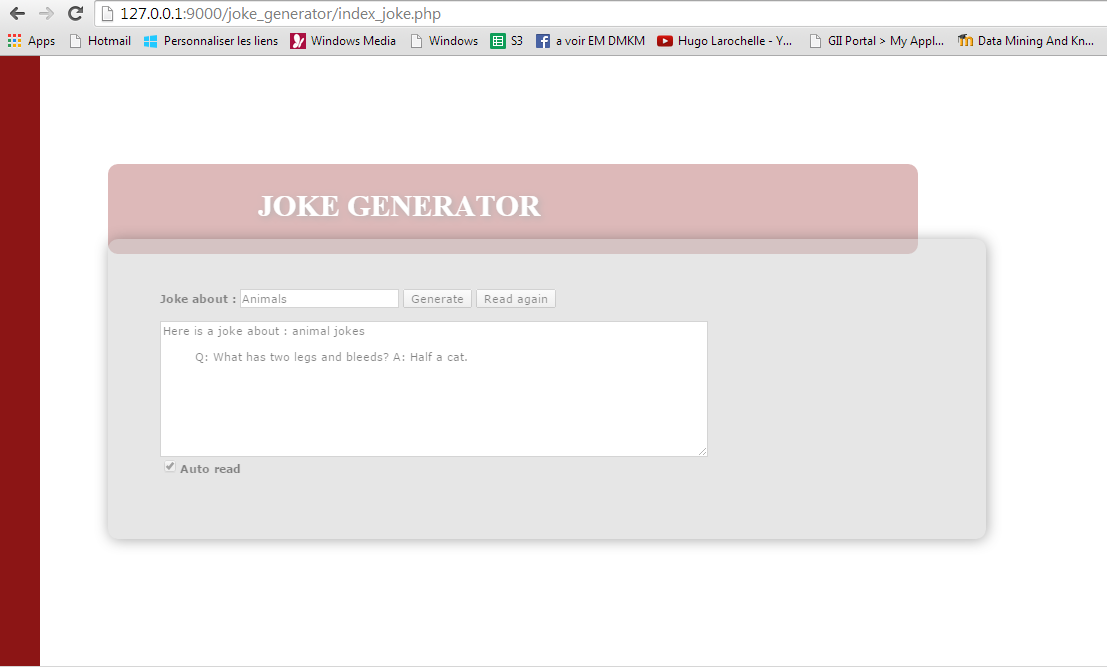 127.0.0.1:9000/joke_generator/index_joke.php
Apps Hotmail Personnaliser les liens Windows Media Windows S3 a voir EM DMKM Hugo Larochelle - Y... GII Portal > My Appl... Data Mining And Kn...
JOKE GENERATOR
Joke about : Animals Generate Read again
Here is a joke about : animal jokes
Q: What has two legs and bleeds? A: Half a cat.
Auto read